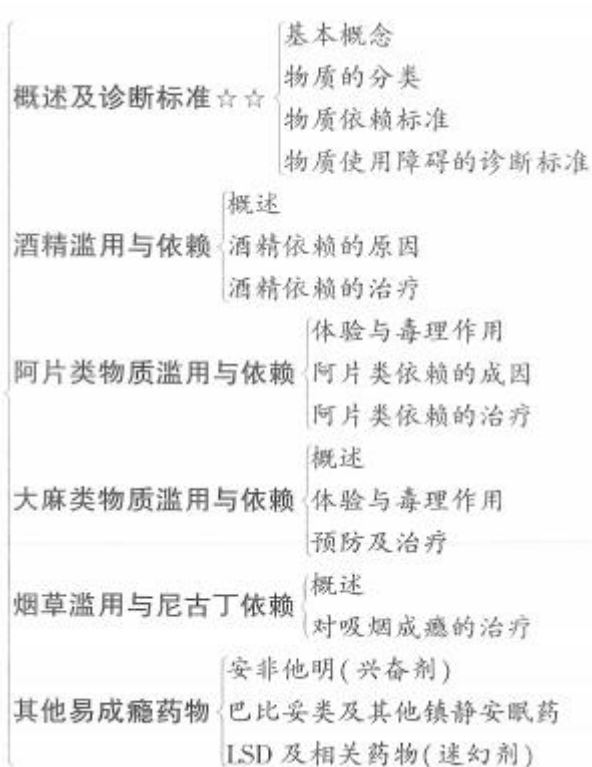 基本概念
物质的分类
概述及诊断标准☆☆
物质依赖标准
物质使用障碍的诊断标准
概述
酒精滥用与依赖
酒精依赖的原因
酒精依赖的治疗
体验与毒理作用
阿片类物质滥用与依赖
阿片类依赖的成因
阿片类依赖的治疗
概述
大麻类物质滥用与依赖
体验与毒理作用
预防及治疗
概述
烟草滥用与尼古丁依赖
对吸烟成瘾的治疗
安非他明(兴奋剂)
其他易成瘾药物
巴比妥类及其他镇静安眠药
LSD 及相关药物(迷幻剂)